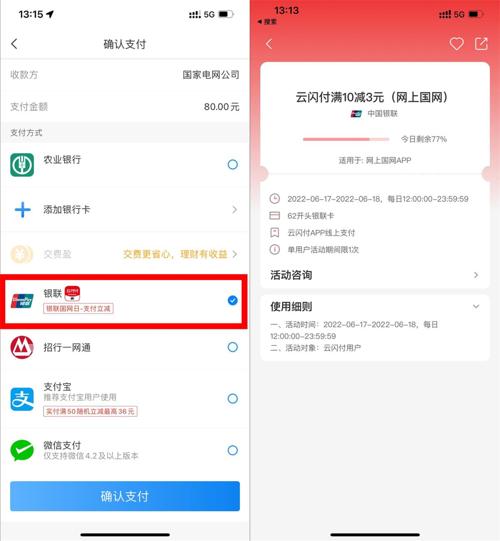 13:15
5G
确认支付
收款方
国家电网公司
支付金额
80.00元
支付方式
农业银行
添加银行卡
交费盈
交费更省心，理财有收益
银联
云闪付
银联国网日-支付立减
招行一网通
支付宝
推荐支付宝用户使用
实付满50随机立减最高36元
微信支付
仅支持微信4.2及以上版本
确认支付
13:13
5G
搜索
云闪付满10减3元（网上国网）
中国银联
今日剩余77%
适用于: 网上国网APP
2022-06-17~2022-06-18，每日12:00:00-23:59:59
62开头银联卡
云闪付APP线上支付
单用户活动期间限1次
活动咨询
使用细则
一、活动时间：2022-06-17~2022-06-18，每日
12:00:00-23:59:59
二、活动对象：云闪付用户